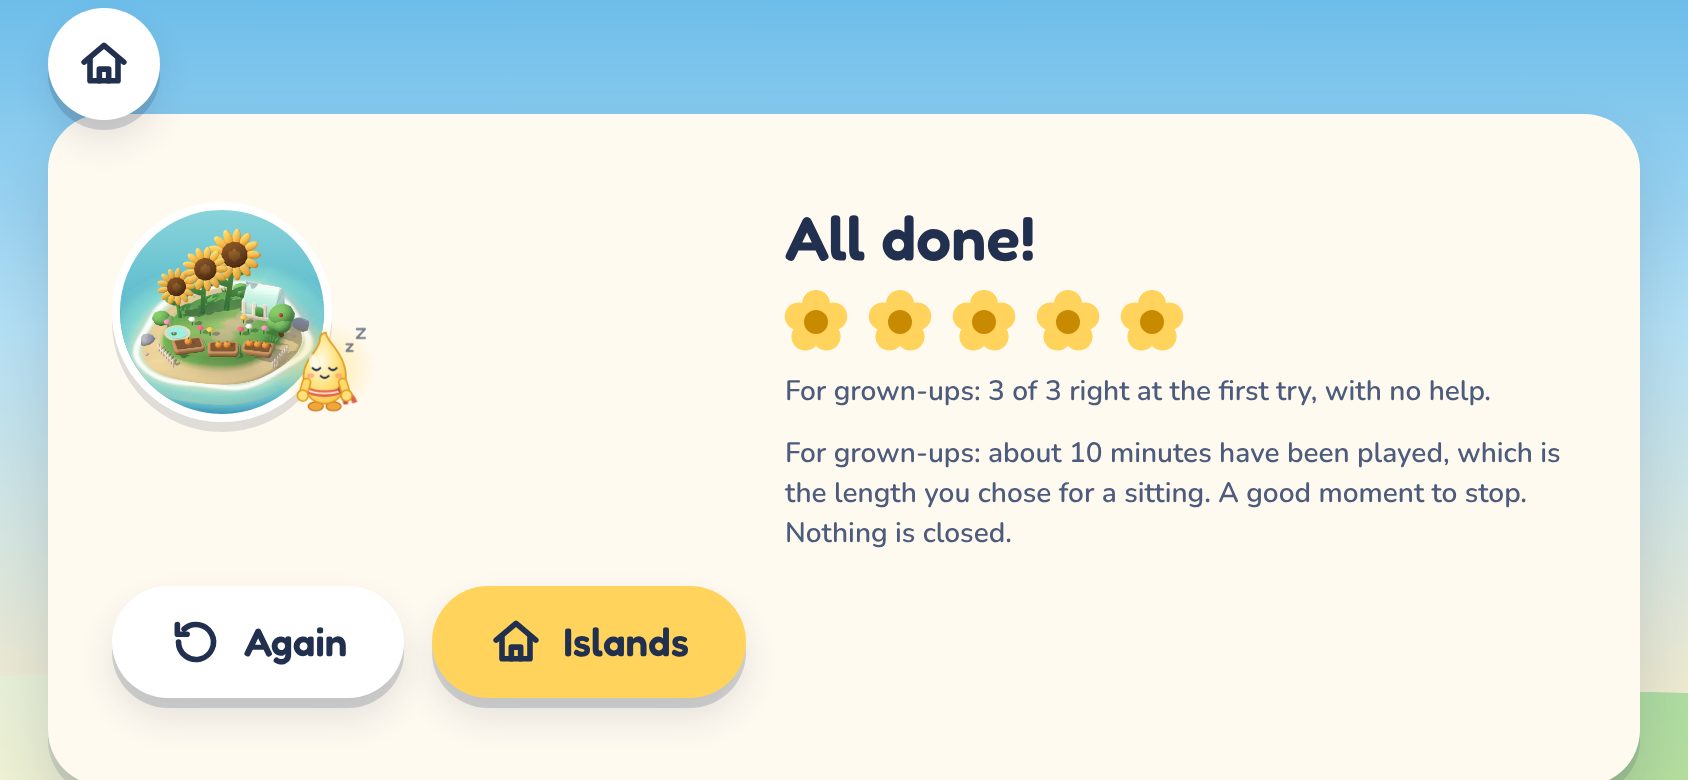 z
z
All done!
For grown-ups: 3 of 3 right at the first try, with no help.
For grown-ups: about 10 minutes have been played, which is
the length you chose for a sitting. A good moment to stop.
Nothing is closed.
Again
Islands